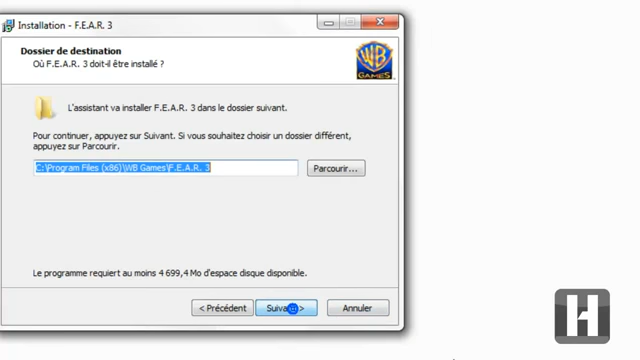 Installation - F.E.A.R. 3
Dossier de destination
Où F.E.A.R. 3 doit-il être installé ?
WB
GAMES
L'assistant va installer F.E.A.R. 3 dans le dossier suivant.
Pour continuer, appuyez sur Suivant. Si vous souhaitez choisir un dossier différent,
appuyez sur Parcourir.
C:\Program Files (x86)\WB Games\F.E.A.R. 3
Parcourir...
Le programme requiert au moins 4 699,4 Mo d'espace disque disponible.
< Précédent
Suivant >
Annuler
H